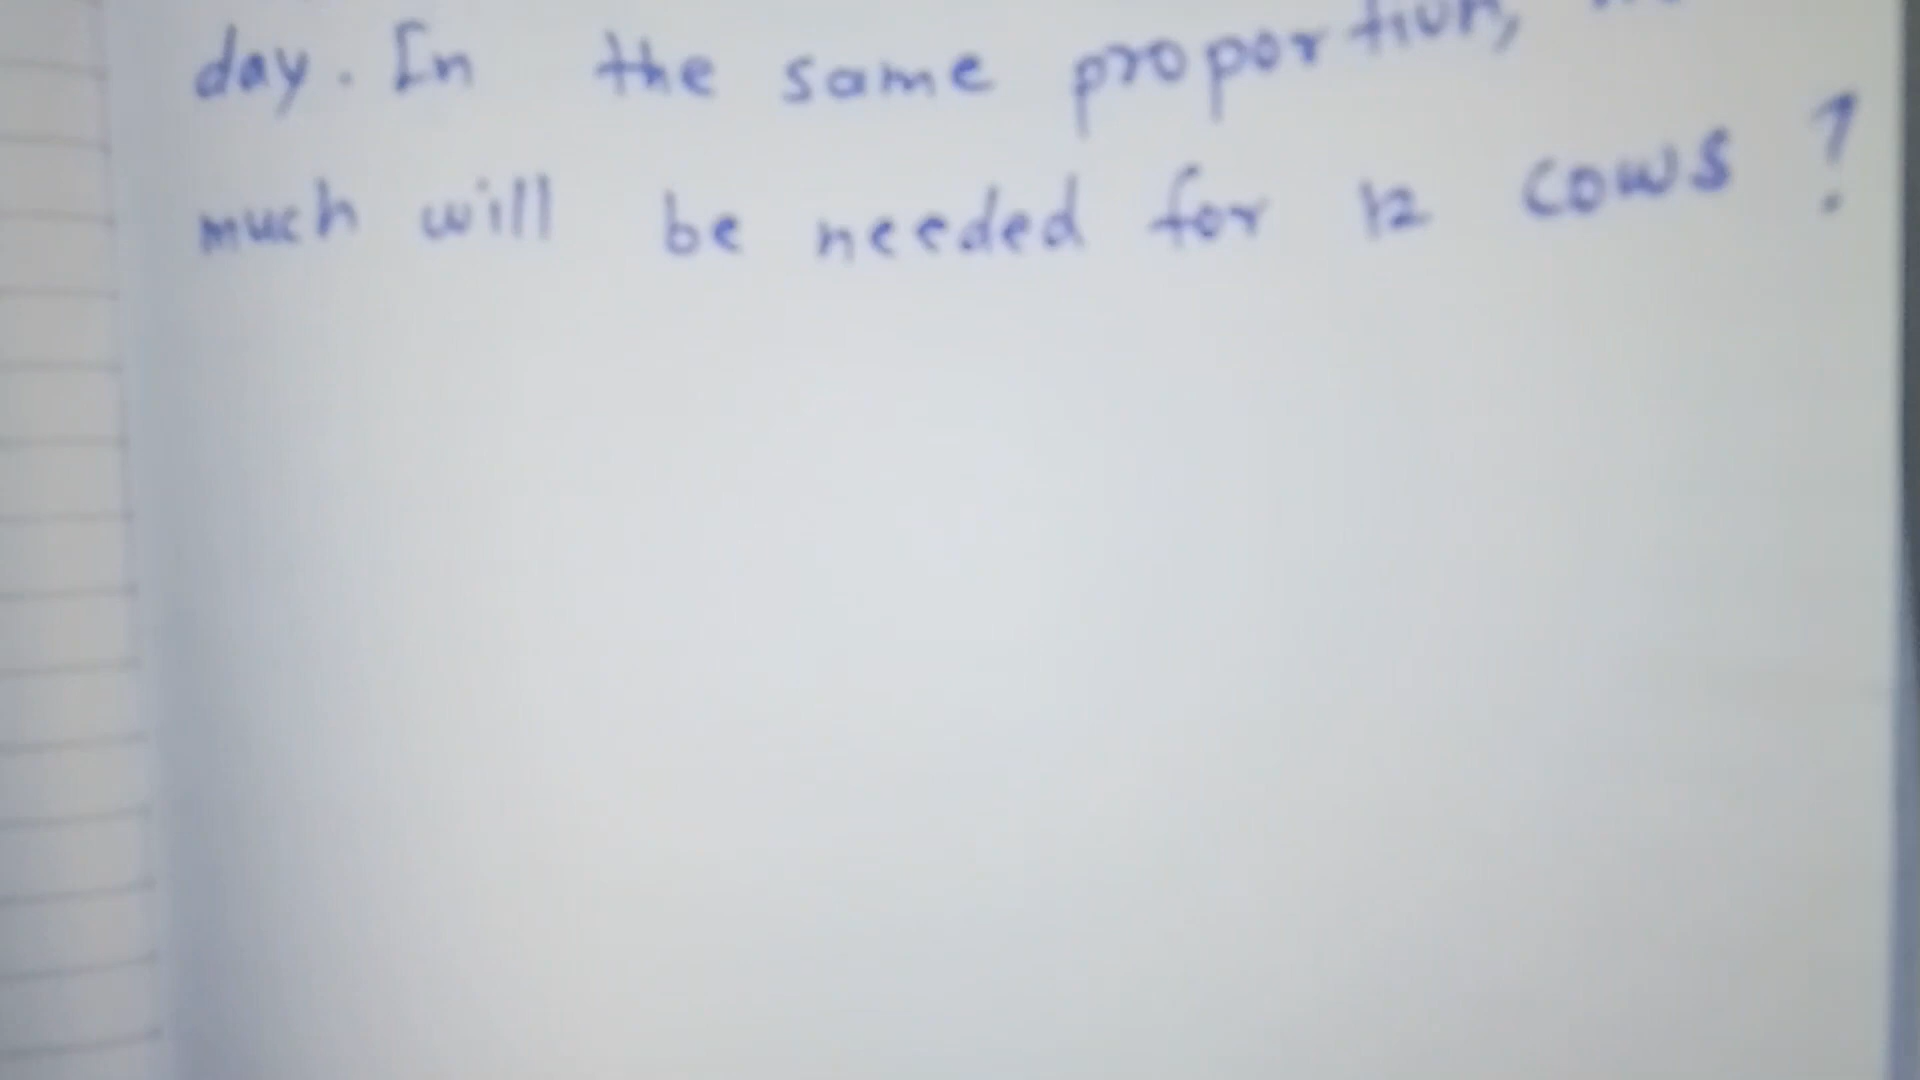 day. In the same proportion,
much will be needed for 12 cows ?